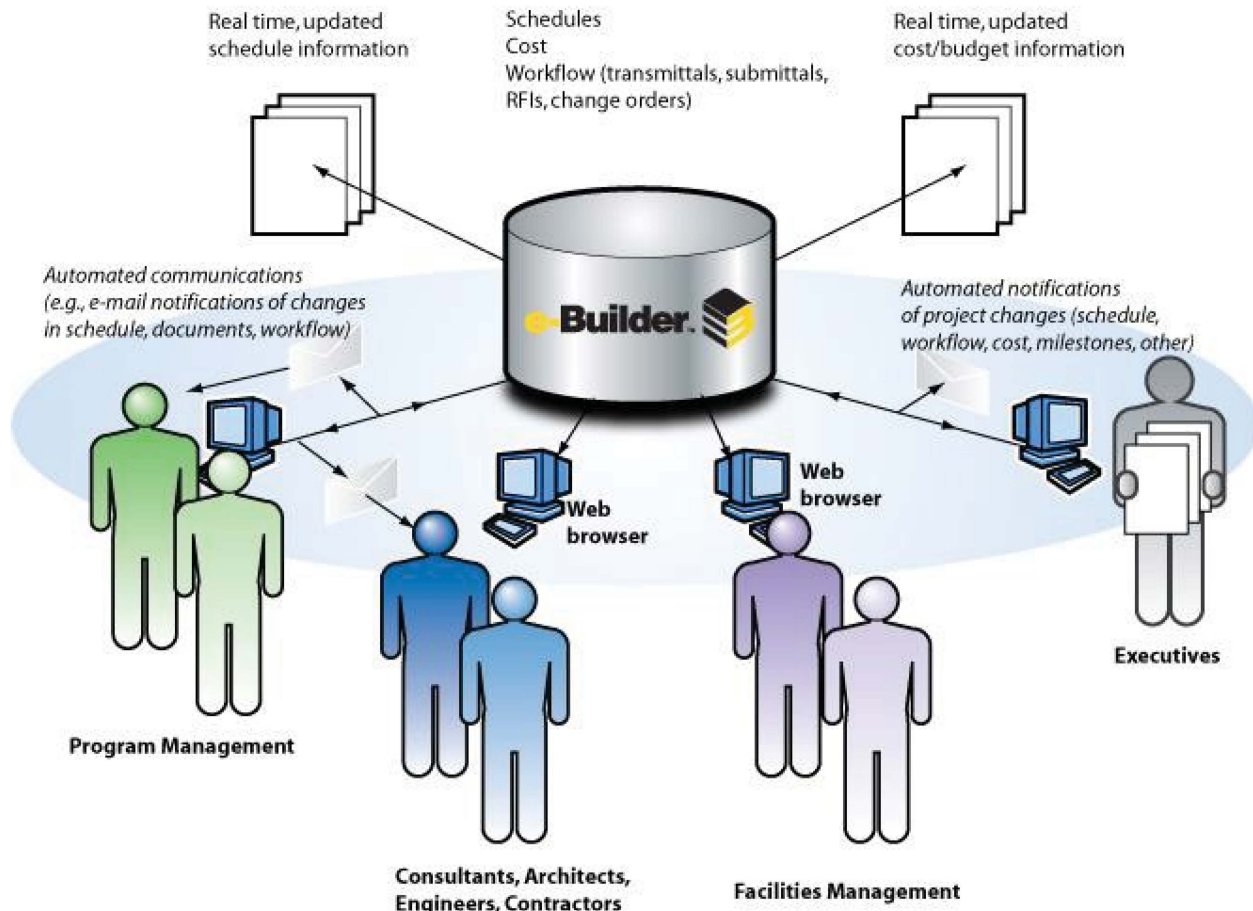 Real time, updated
schedule information
Schedules
Cost
Workflow (transmittals, submittals,
RFIs, change orders)
Real time, updated
cost/budget information
Automated communications
(e.g., e-mail notifications of changes
in schedule, documents, workflow)
e-Builder.
Automated notifications
of project changes (schedule,
workflow, cost, milestones, other)
Web
browser
Web
browser
Executives
Program Management
Consultants, Architects,
Engineers, Contractors
Facilities Management